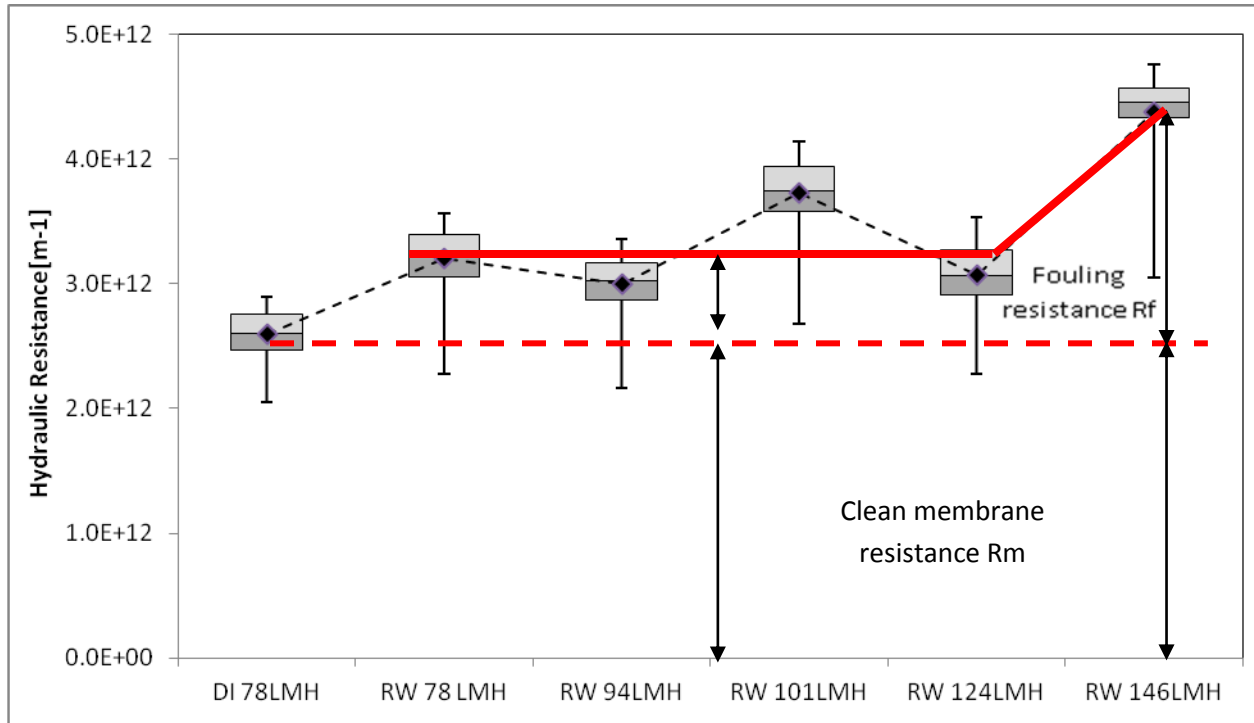 5.0E+12
4.0E+12
3.0E+12
2.0E+12
1.0E+12
0.0E+00
Hydraulic Resistance[m-1]
Fouling
resistance Rf
Clean membrane
resistance Rm
DI 78LMH
RW 78 LMH
RW 94LMH
RW 101LMH
RW 124LMH
RW 146LMH